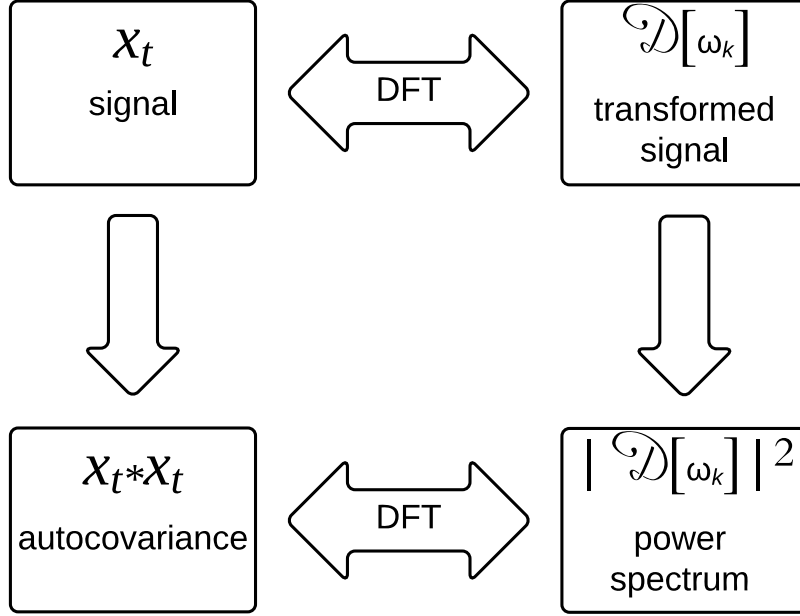 x_t
signal
DFT
𝒟[ω_k]
transformed
signal
x_t*x_t
autocovariance
DFT
| 𝒟[ω_k] |²
power
spectrum